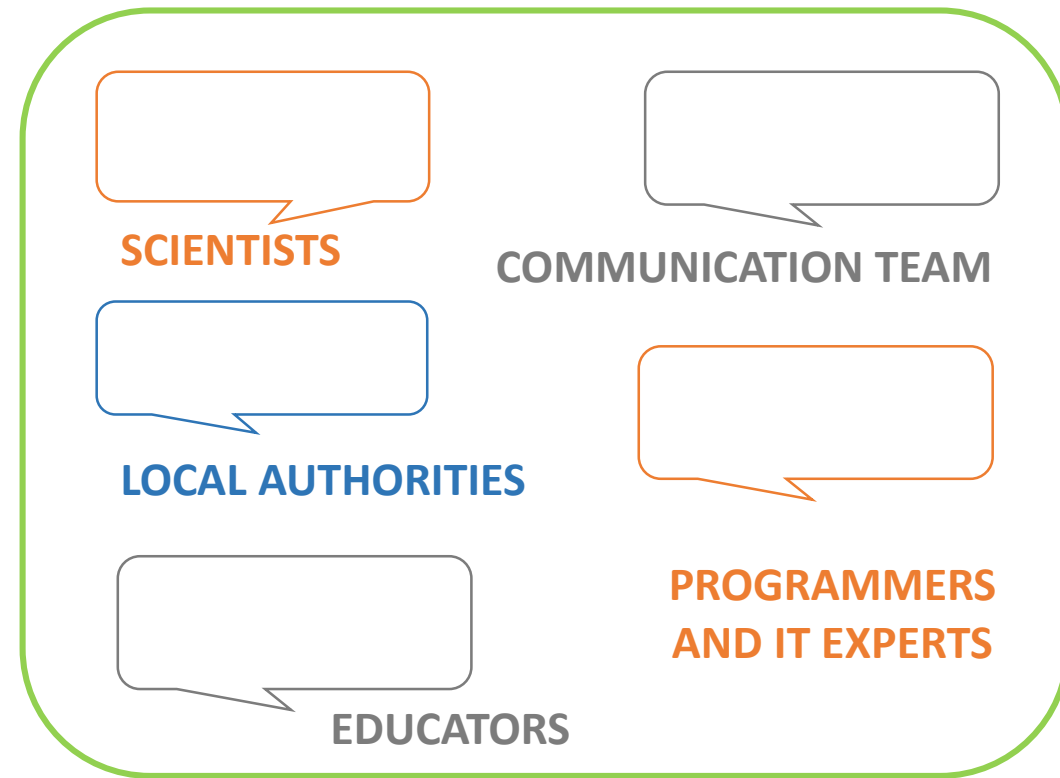 SCIENTISTS
COMMUNICATION TEAM
LOCAL AUTHORITIES
PROGRAMMERS
AND IT EXPERTS
EDUCATORS